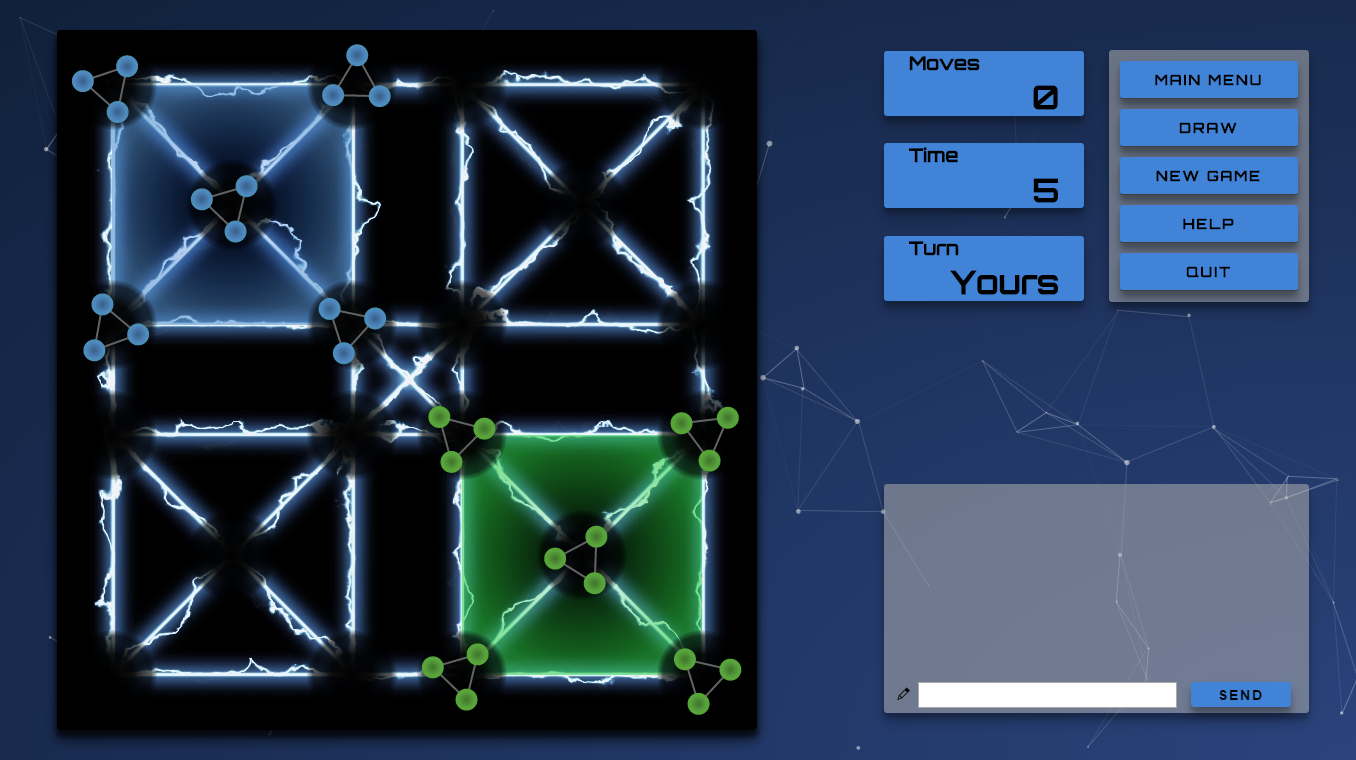 Moves
0
Time
5
Turn
Yours
MAIN MENU
DRAW
NEW GAME
HELP
QUIT
SEND